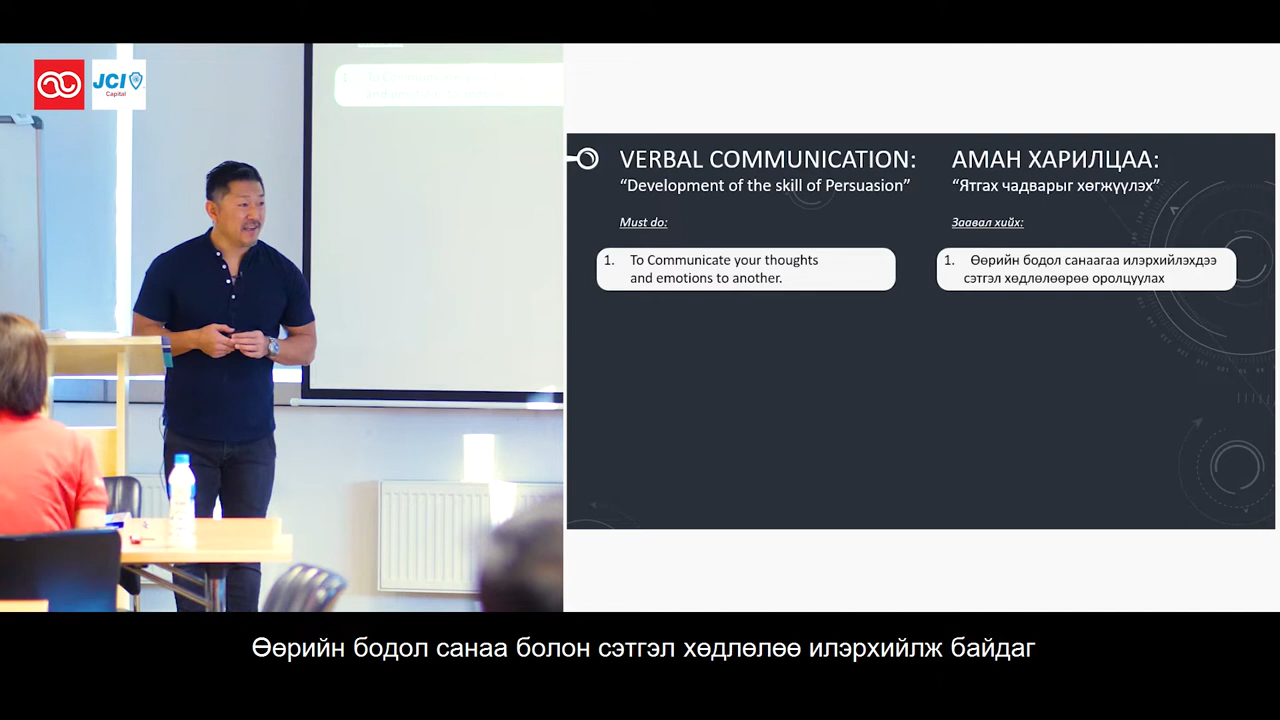 JCI
Capital
VERBAL COMMUNICATION:
“Development of the skill of Persuasion”
Must do:
1. To Communicate your thoughts
and emotions to another.
АМАН ХАРИЛЦАА:
“Ятгах чадварыг хөгжүүлэх”
Заавал хийх:
1. Өөрийн бодол санаагаа илэрхийлэхдээ
сэтгэл хөдлөлөөрөө оролцуулах
Өөрийн бодол санаа болон сэтгэл хөдлөлөө илэрхийлж байдаг